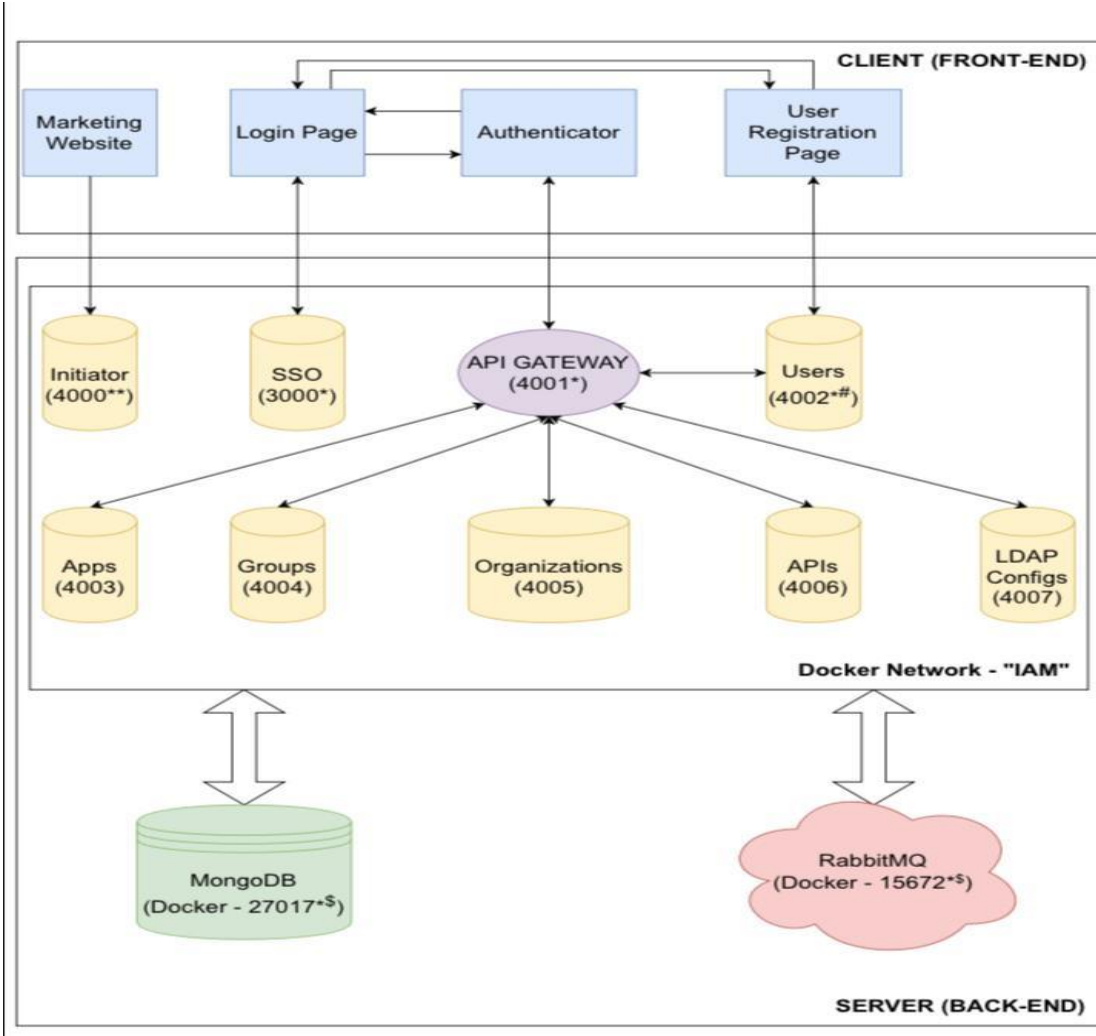 CLIENT (FRONT-END)
Marketing
Website
Login Page
Authenticator
User
Registration
Page
Initiator
(4000**)
SSO
(3000*)
API GATEWAY
(4001*)
Users
(4002*#)
Apps
(4003)
Groups
(4004)
Organizations
(4005)
APIs
(4006)
LDAP
Configs
(4007)
Docker Network - "IAM"
MongoDB
(Docker - 27017*$)
RabbitMQ
(Docker - 15672*$)
SERVER (BACK-END)